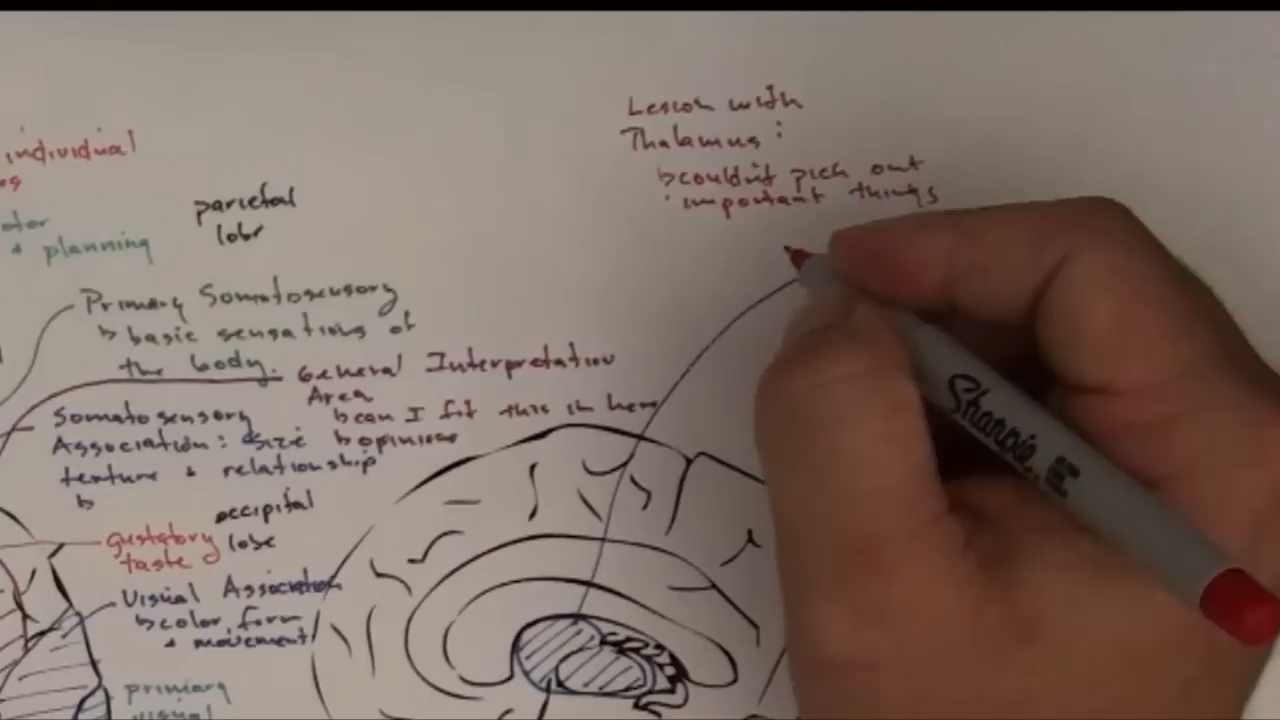 Lesion with
Thalamus:
↳couldn't pick out
important things
individual
parietal
lobe
& planning
Primary Somatosensory
↳ basic sensations of
the body.
General Interpretation
Area
↳can I fit this in here
↳opinions
Somatosensory
Association: size
texture & relationship
↳
occipital
lobe
gustatory
taste
Visual Association
↳color, form
& movement
primary
visual
Sharpie